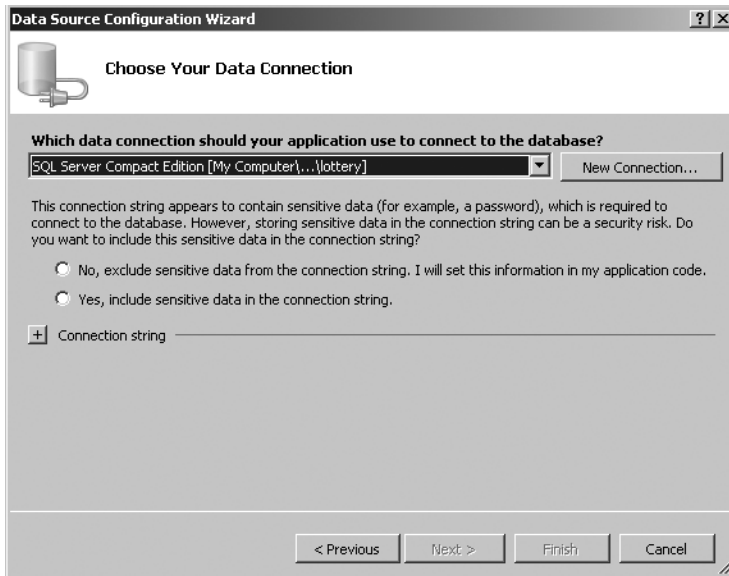 Data Source Configuration Wizard
Choose Your Data Connection
Which data connection should your application use to connect to the database?
SQL Server Compact Edition [My Computer\...\lottery]
New Connection...
This connection string appears to contain sensitive data (for example, a password), which is required to
connect to the database. However, storing sensitive data in the connection string can be a security risk. Do
you want to include this sensitive data in the connection string?
No, exclude sensitive data from the connection string. I will set this information in my application code.
Yes, include sensitive data in the connection string.
Connection string
< Previous
Next >
Finish
Cancel